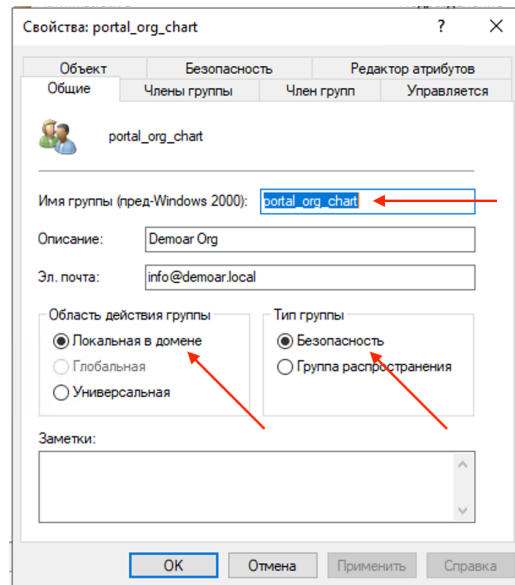 Свойства: portal_org_chart ? ×
Объект Безопасность Редактор атрибутов
Общие Члены группы Член групп Управляется
portal_org_chart
Имя группы (пред-Windows 2000): portal_org_chart
Описание: Demoar Org
Эл. почта: info@demoar.local
Область действия группы Тип группы
Локальная в домене Безопасность
Глобальная Группа распространения
Универсальная
Заметки:
OK Отмена Применить Справка